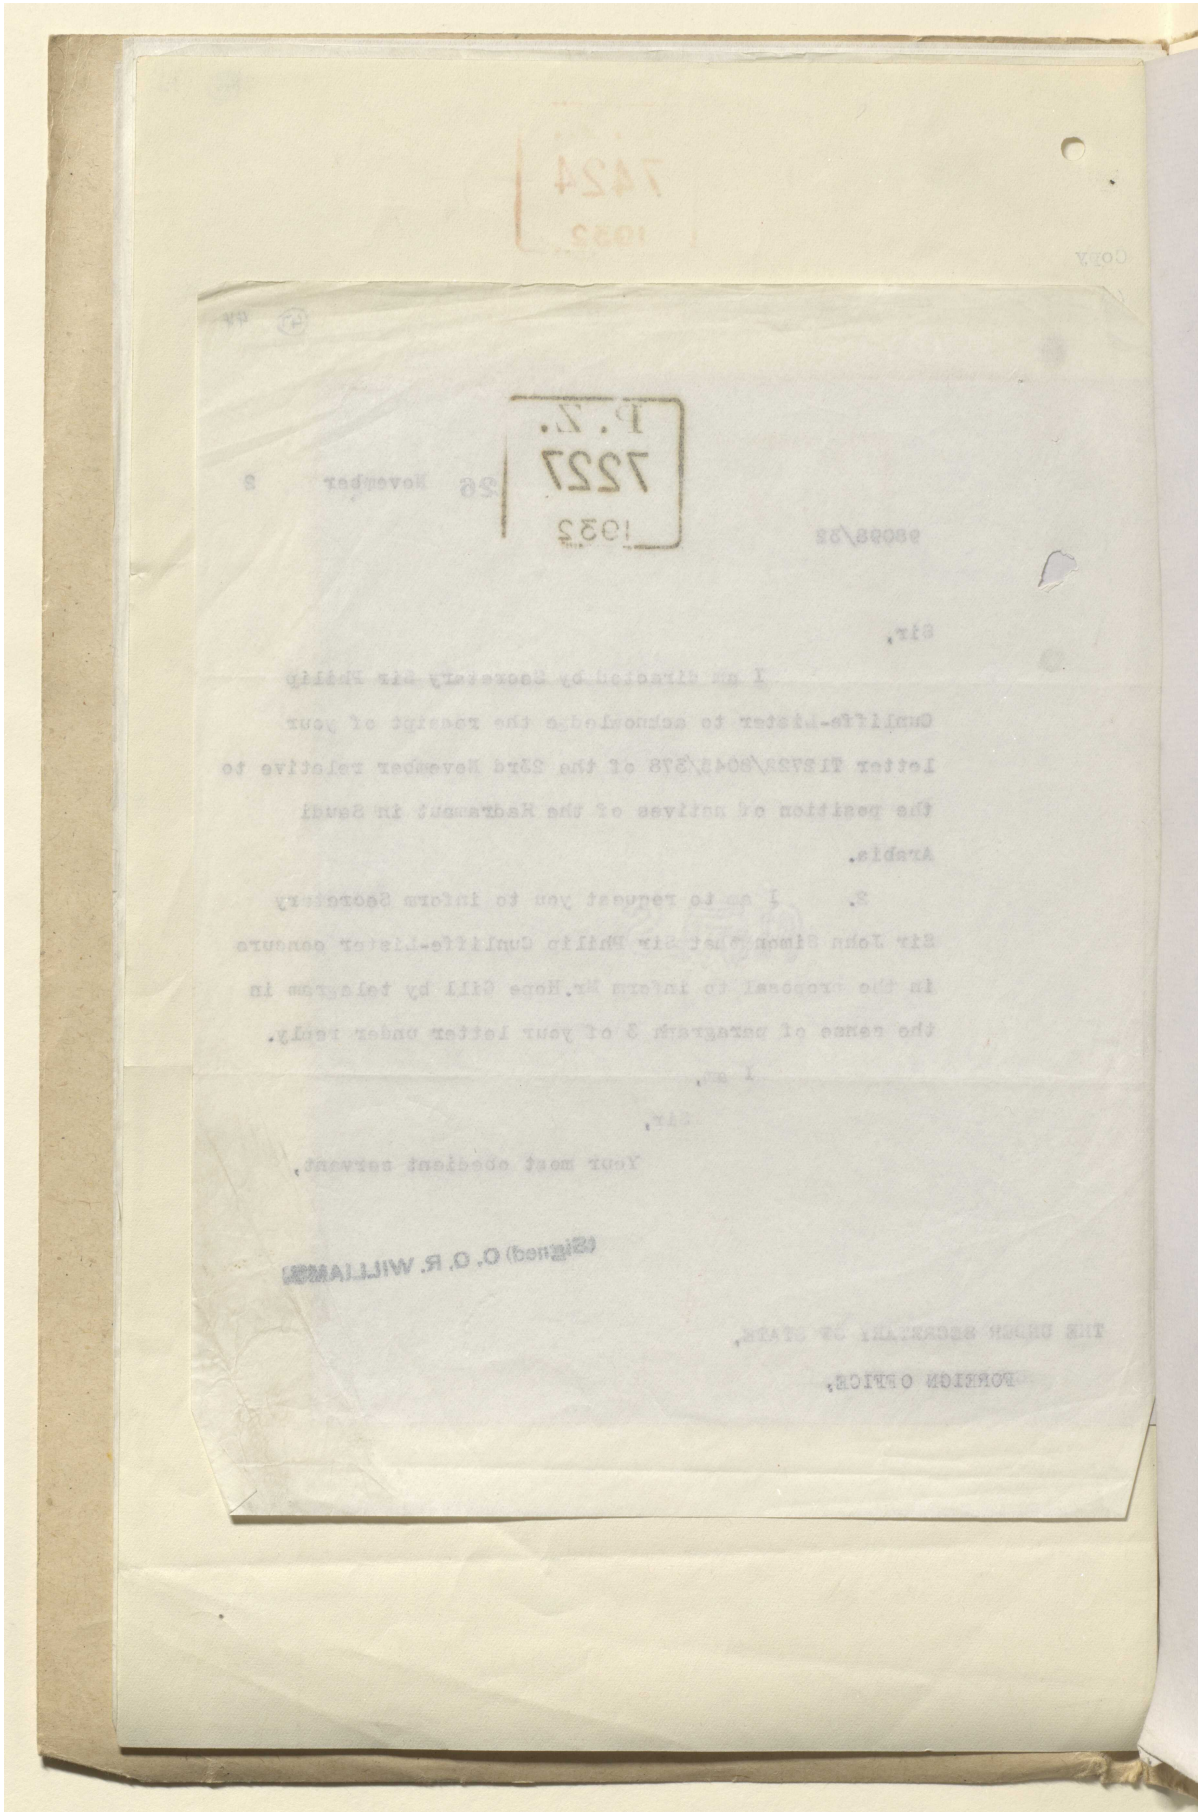 7424
1932
Copy
P. Z.
7227
1932
26 November 2
98098/32
Sir,
I am directed by Secretary Sir Philip
Cunliffe-Lister to acknowledge the receipt of your
letter T12722/8043/378 of the 23rd November relative to
the position of natives of the Hadramaut in Saudi
Arabia.
2. I am to request you to inform Secretary
Sir John Simon that Sir Philip Cunliffe-Lister concurs
in the proposal to inform Mr. Hope Gill by telegram in
the sense of paragraph 3 of your letter under reply.
I am,
Sir,
Your most obedient servant,
(Signed) O. G. R. WILLIAMS
THE UNDER SECRETARY OF STATE,
FOREIGN OFFICE,